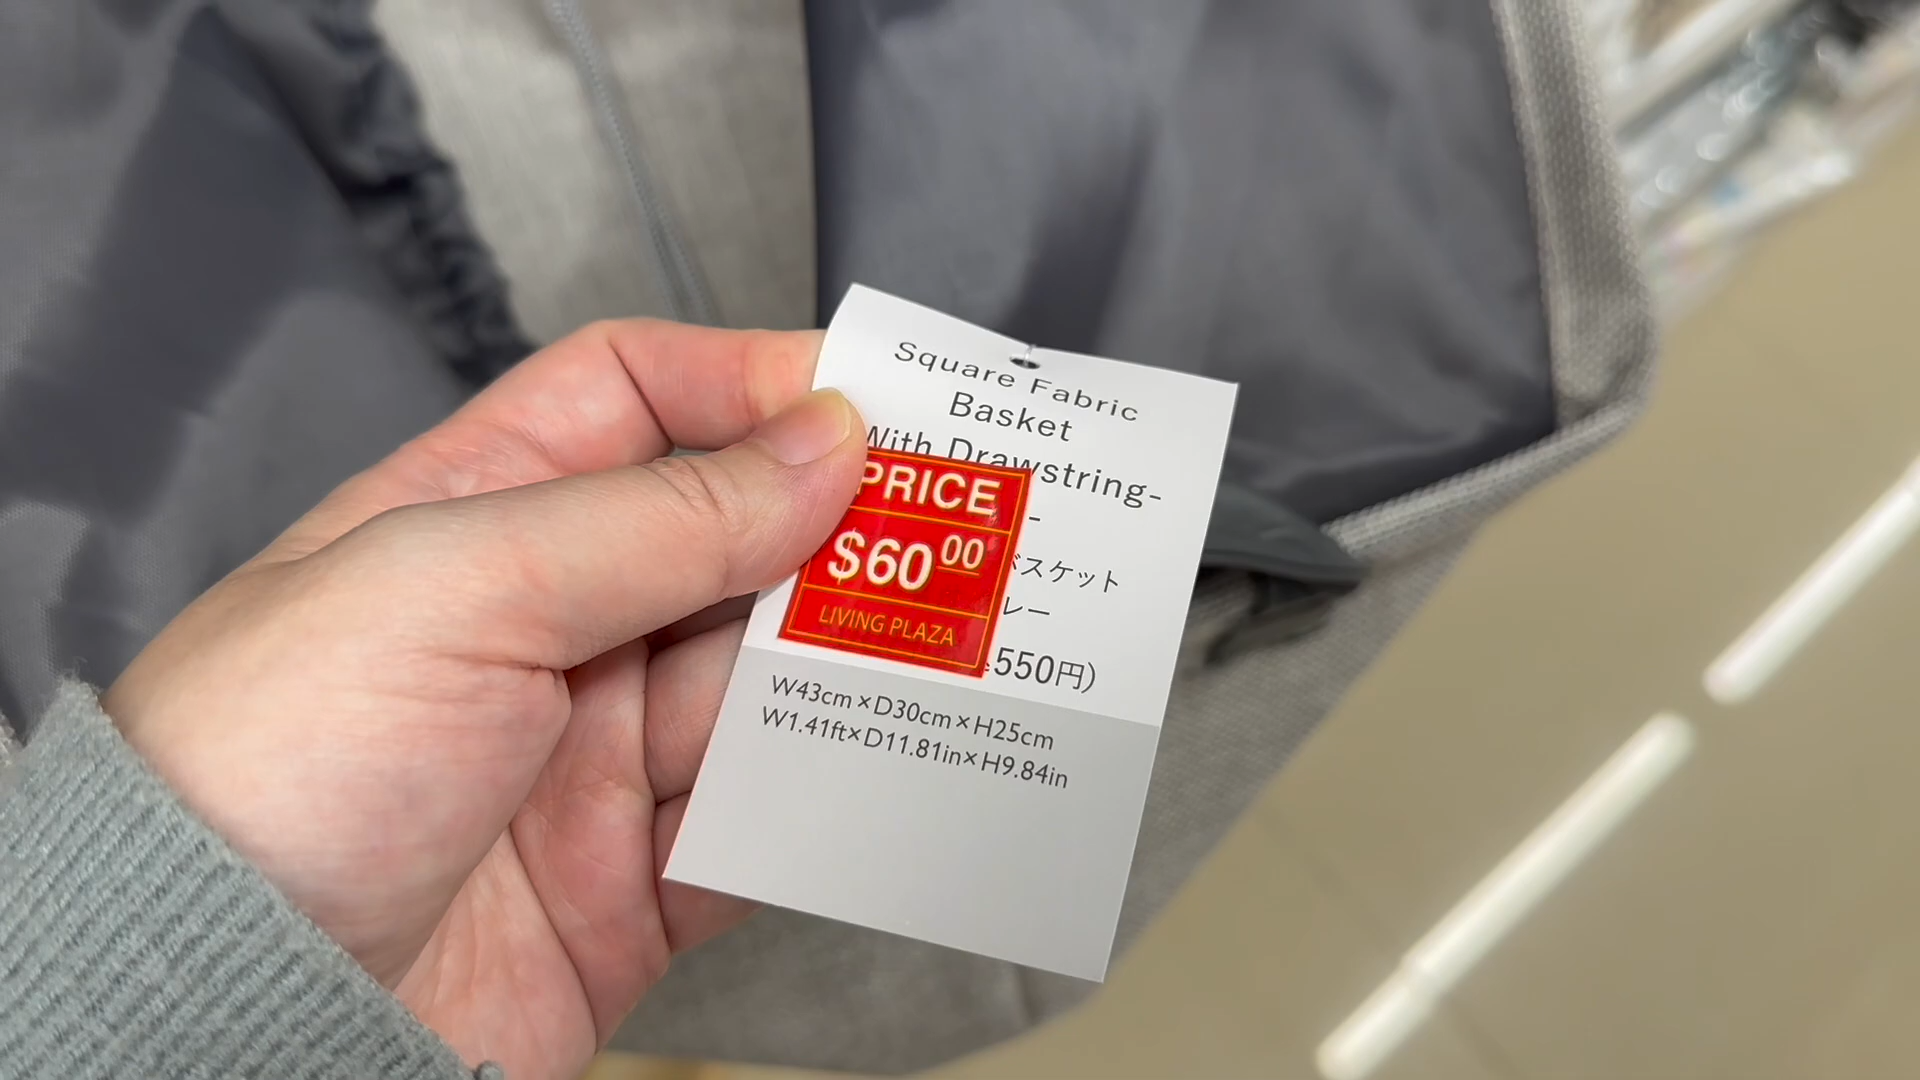 Square Fabric
Basket
With Drawstring-
-
PRICE
$60.00
LIVING PLAZA
バスケット
レー
550円)
W43cm×D30cm×H25cm
W1.41ft×D11.81in×H9.84in